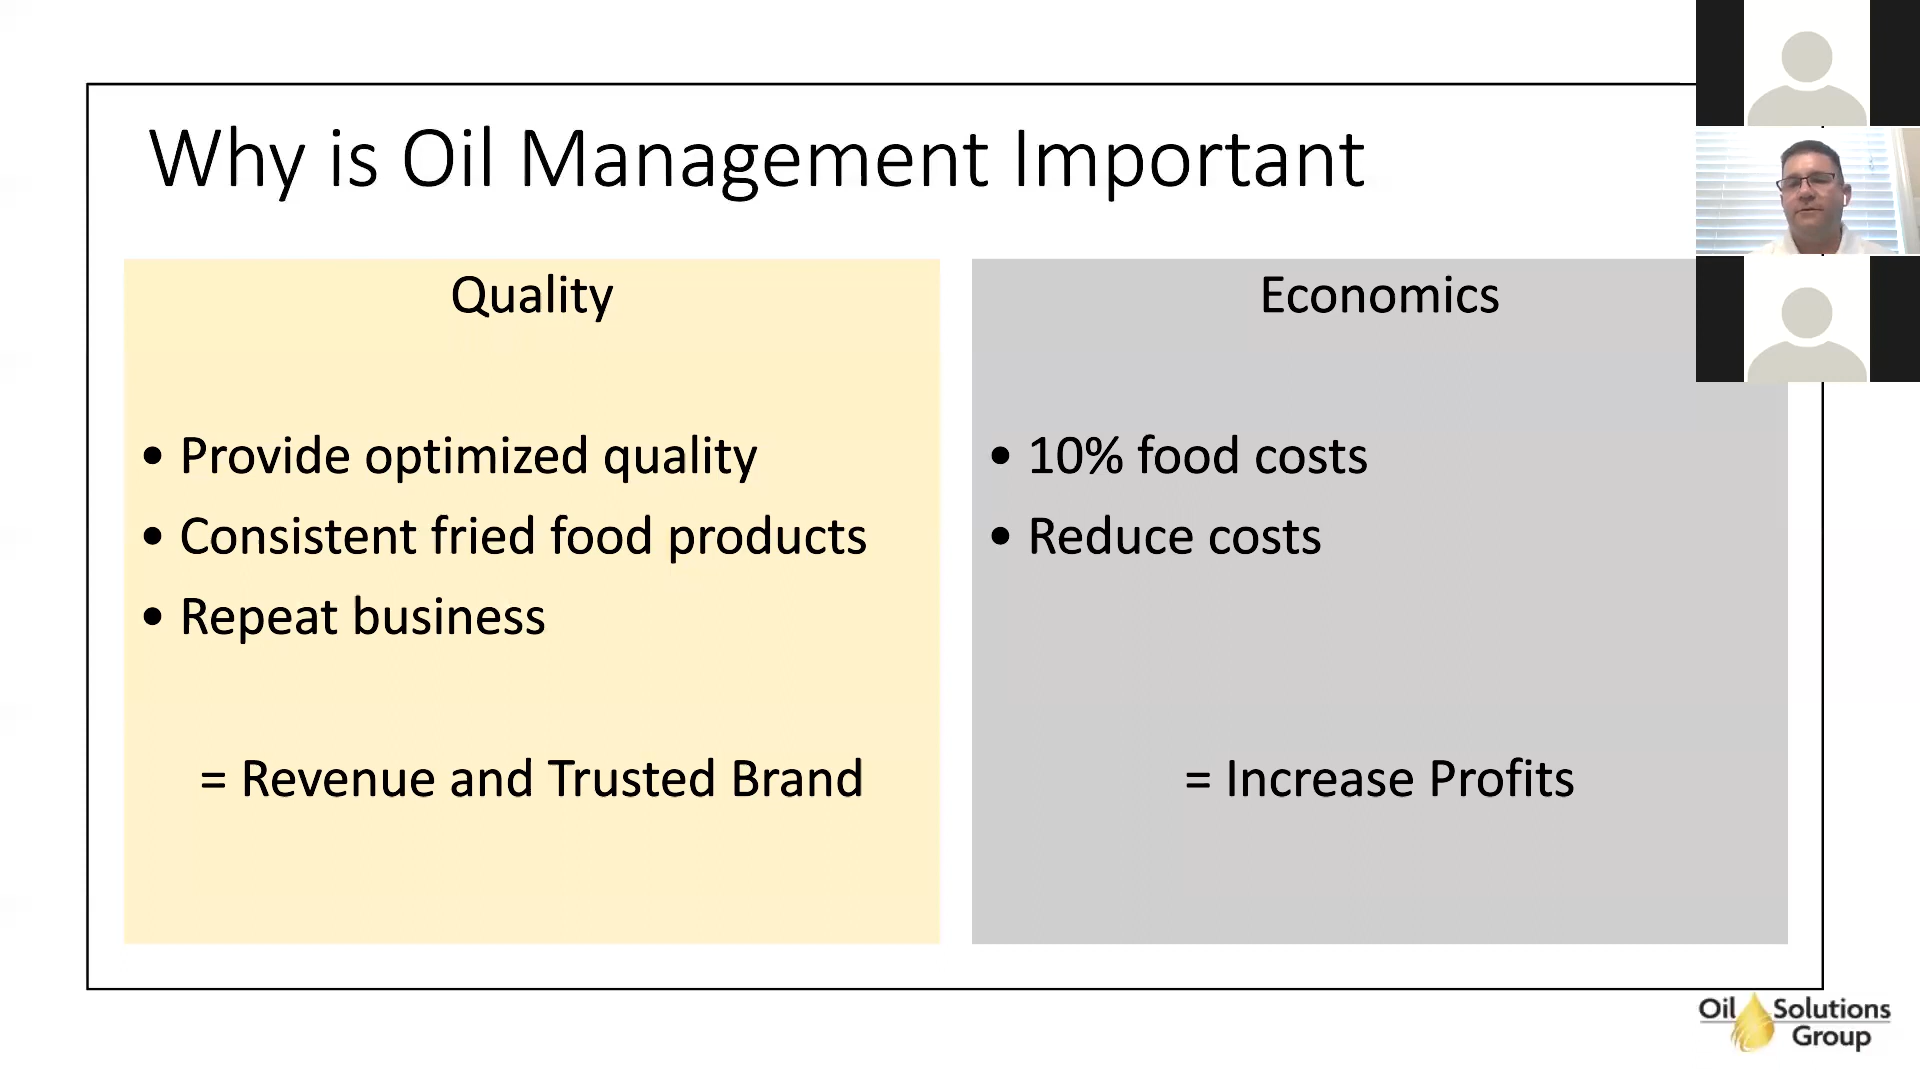 Why is Oil Management Important
Quality
• Provide optimized quality
• Consistent fried food products
• Repeat business
= Revenue and Trusted Brand
Economics
• 10% food costs
• Reduce costs
= Increase Profits
Oil Solutions
Group